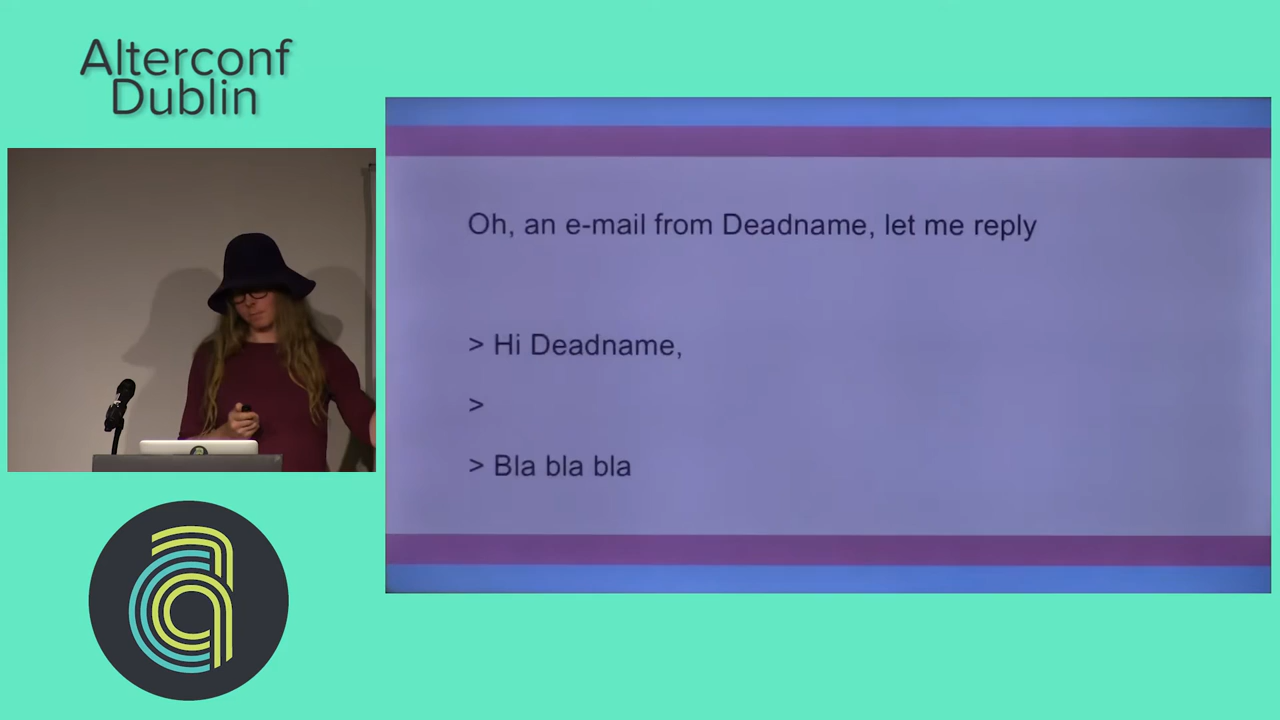 Alterconf
Dublin
Oh, an e-mail from Deadname, let me reply
> Hi Deadname,
>
> Bla bla bla